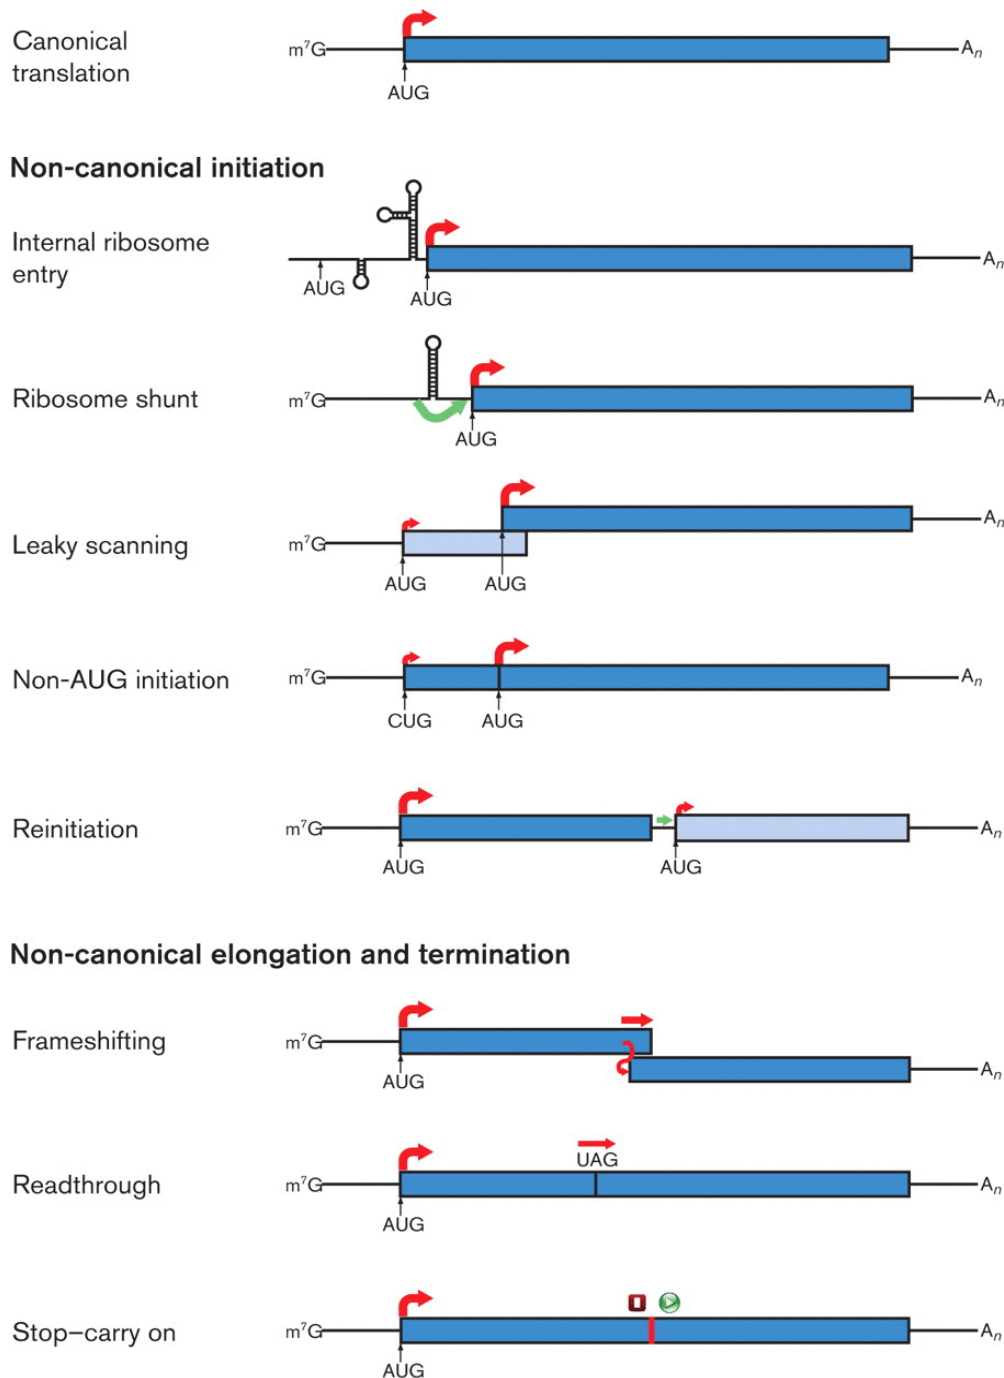 Canonical
translation
m⁷G
AUG
Aₙ
Non-canonical initiation
Internal ribosome
entry
AUG
AUG
Aₙ
Ribosome shunt
m⁷G
AUG
Aₙ
Leaky scanning
m⁷G
AUG
AUG
Aₙ
Non-AUG initiation
m⁷G
CUG
AUG
Aₙ
Reinitiation
m⁷G
AUG
AUG
Aₙ
Non-canonical elongation and termination
Frameshifting
m⁷G
AUG
Aₙ
Readthrough
m⁷G
UAG
AUG
Aₙ
Stop–carry on
m⁷G
AUG
Aₙ